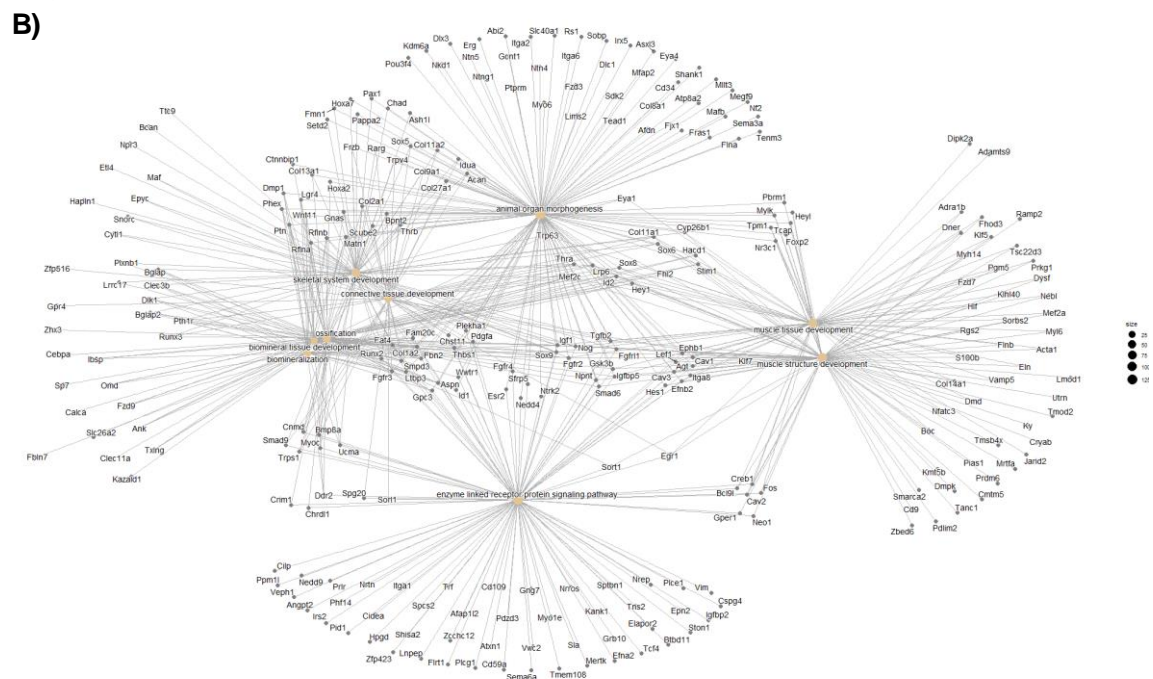 B)
Slc40a1
Abi2
Rs1
Erg
Itga2
Sobp
Dlx3
Irx5
Asxl3
Kdm6a
Ntn5
Gcnt1
Itga6
Eya4
Pou3f4
Nkd1
Ntn4
Dlc1
Mfap2
Shank1
Ntng1
Ptprm
Fzd3
Sdk2
Cd34
Mllt3
Pax1
Hoxa7
Chad
Myo6
Col8a1
Atp8a2
Megf9
Fmn1
Pappa2
Ash1l
Lims2
Tead1
Mafb
Nf2
Setd2
Sox5
Afdn
Fjx1
Fras1
Sema3a
Frzb
Rarg
Col11a2
Flna
Tenm3
Ttc9
Bcan
Npr3
Etl4
Maf
Hapln1
Epyc
Snorc
Cytl1
Ctnnbip1
Trpv4
Idua
Col13a1
Col9a1
Acan
Dmp1
Lgr4
Hoxa2
Col27a1
Phex
Col2a1
Wnt11
Gnas
Bpnt2
Ptn
Rfnb
Scube2
Thrb
Rfna
Matn1
animal organ morphogenesis
Trp63
Eya1
Cyp26b1
Col11a1
Sox6
Hacd1
Thra
Lrp6
Sox8
Fhl2
Stim1
Mef2c
Id2
Hey1
Pbrm1
Mylk
Heyl
Tpm1
Tcap
Nr3c1
Foxp2
Dipk2a
Adamts9
Adra1b
Ramp2
Dner
Fhod3
Klf5
Myh14
Tsc22d3
Pgm5
Prkg1
Dysf
Fzd7
Klhl40
Nebl
Hlf
Sorbs2
Mef2a
Rgs2
Myl6
Flnb
Acta1
S100b
Eln
Col14a1
Vamp5
Lmod1
Utrn
Dmd
Tmod2
Nfatc3
Ky
Boc
Tmsb4x
Cryab
Pias1
Mrtfa
Jarid2
Kmt5b
Prdm6
Dmpk
Cmtm5
Smarca2
Tanc1
Cd9
Pdlim2
Zbed6
skeletal system development
connective tissue development
ossification
biomineral tissue development
biomineralization
muscle tissue development
muscle structure development
Zfp516
Plxnb1
Bglap
Lrrc17
Clec3b
Dlk1
Gpr4
Bglap2
Pth1r
Zhx3
Runx3
Cebpa
Ibsp
Sp7
Omd
Calca
Fzd9
Slc26a2
Ank
Fbln7
Clec11a
Txlng
Kazald1
Fam20c
Plekha1
Pdgfa
Fat4
Chst11
Runx2
Col1a2
Fbn2
Thbs1
Smpd3
Fgfr3
Ltbp3
Wwtr1
Aspn
Gpc3
Id1
Tgfb2
Igf1
Nog
Sox9
Fgfrl1
Fgfr2
Gsk3b
Fgfr4
Nprl
Igfbp5
Sfrp5
Esr2
Ntrk2
Smad6
Nedd4
Ephb1
Lef1
Cav1
Klf7
Agt
Cav3
Itga8
Hes1
Efnb2
Cnmd
Bmp8a
Smad9
Myoc
Ucma
Trps1
Crim1
Ddr2
Spg20
Sorl1
Chrdl1
Sort1
Egr1
Creb1
Fos
Bcl9l
Cav2
Gper1
Neo1
enzyme linked receptor protein signaling pathway
Cilp
Ppm1l
Nedd9
Veph1
Prlr
Nrtn
Itga1
Trf
Cd109
Gng7
Nrros
Sptbn1
Nrep
Plce1
Vim
Cspg4
Angpt2
Phf14
Irs2
Cidea
Spcs2
Afap1l2
Pdzd3
Myo1e
Kank1
Tns2
Epn2
Igfbp2
Pid1
Elapor2
Ston1
Hpgd
Shisa2
Zcchc12
Atxn1
Vwc2
Sla
Grb10
Btbd11
Zfp423
Lnpep
Flrt1
Plcg1
Cd59a
Mertk
Efna2
Tcf4
Sema6a
Tmem108
size
25
50
75
100
125